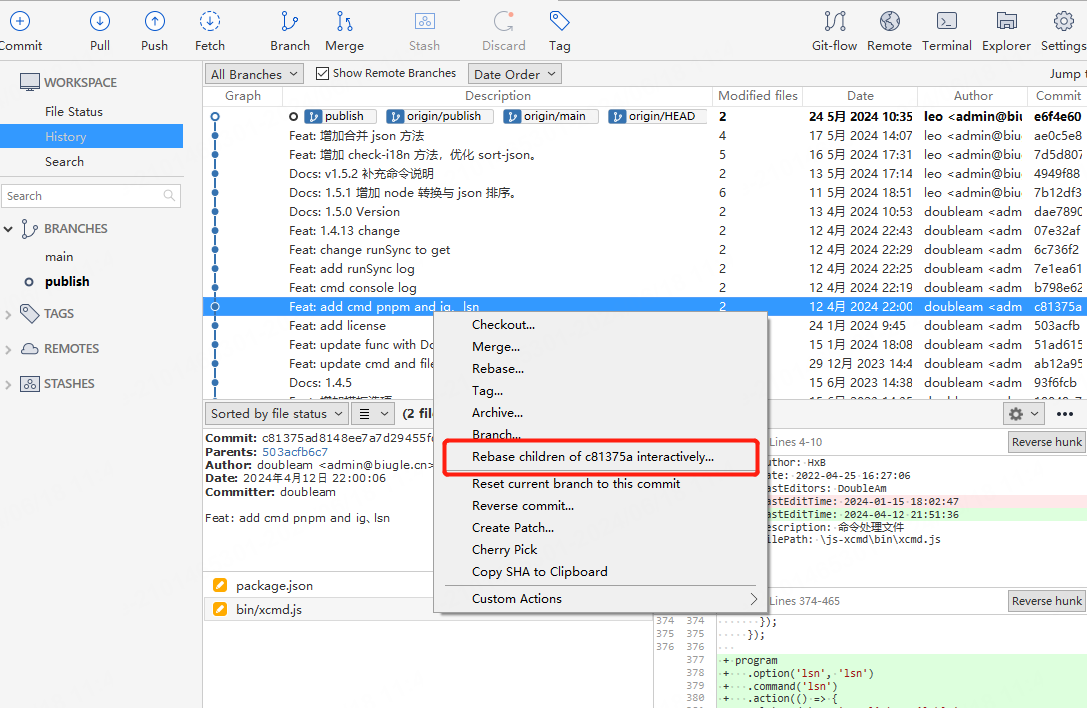 Commit Pull Push Fetch Branch Merge Stash Discard Tag Git-flow Remote Terminal Explorer Settings
WORKSPACE
File Status
History
Search
Search
BRANCHES
main
publish
TAGS
REMOTES
STASHES
All Branches Show Remote Branches Date Order Jump t
Graph Description Modified files Date Author Commit
publish origin/publish origin/main origin/HEAD 2 24 5月 2024 10:35 leo <admin@biu e6f4e60
Feat: 增加合并 json 方法 4 17 5月 2024 14:07 leo <admin@biu ae0c5e8
Feat: 增加 check-i18n 方法，优化 sort-json。 5 16 5月 2024 17:31 leo <admin@biu 7d5d807
Docs: v1.5.2 补充命令说明 2 13 5月 2024 17:14 leo <admin@biu 4949f88
Docs: 1.5.1 增加 node 转换与 json 排序。 6 11 5月 2024 18:51 leo <admin@biu 7b12df3
Docs: 1.5.0 Version 2 13 4月 2024 10:53 doubleam <adm dae7890
Feat: 1.4.13 change 2 12 4月 2024 22:43 doubleam <adm 07e32af
Feat: change runSync to get 2 12 4月 2024 22:29 doubleam <adm 6c736f2
Feat: add runSync log 2 12 4月 2024 22:25 doubleam <adm 7e1ea61
Feat: cmd console log 2 12 4月 2024 22:19 doubleam <adm b798e62
Feat: add cmd pnpm and ig、lsn 2 12 4月 2024 22:00 doubleam <adm c81375a
Feat: add license 24 1月 2024 9:45 doubleam <adm 503acfb
Feat: update func with Do 15 1月 2024 18:08 doubleam <adm 51ad615
Feat: update cmd and file 29 12月 2023 14:4 doubleam <adm ab12a95
Docs: 1.4.5 15 6月 2023 14:38 doubleam <adm 93f6fcb
Checkout...
Merge...
Rebase...
Tag...
Archive...
Branch...
Rebase children of c81375a interactively...
Reset current branch to this commit
Reverse commit...
Create Patch...
Cherry Pick
Copy SHA to Clipboard
Custom Actions
Sorted by file status (2 file
Commit: c81375ad8148ee7a7d29455f
Parents: 503acfb6c7
Author: doubleam <admin@biugle.cn>
Date: 2024年4月12日 22:00:06
Committer: doubleam
Feat: add cmd pnpm and ig、lsn
package.json
bin/xcmd.js
Lines 4-10 Reverse hunk
uthor: HxB
ate: 2022-04-25 16:27:06
astEditors: DoubleAm
astEditTime: 2024-01-15 18:02:47
astEditTime: 2024-04-12 21:51:36
escription: 命令处理文件
ilePath: \js-xcmd\bin\xcmd.js
Lines 374-465 Reverse hunk
374 374 });
375 375 });
376 376
377 + program
378 + .option('lsn', 'lsn')
379 + .command('lsn')
380 + .action(() => {